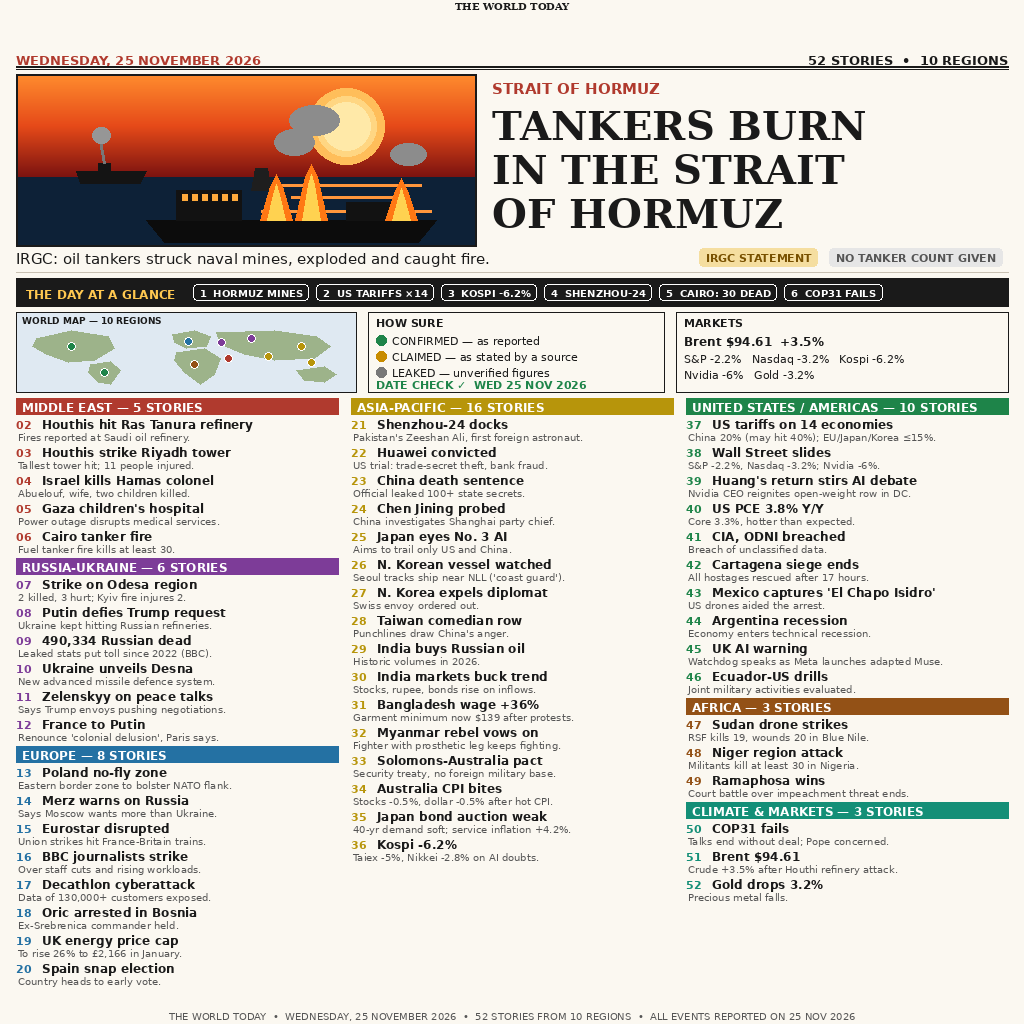 THE WORLD TODAY
WEDNESDAY, 25 NOVEMBER 2026
52 STORIES • 10 REGIONS
STRAIT OF HORMUZ
TANKERS BURN
IN THE STRAIT
OF HORMUZ
IRGC: oil tankers struck naval mines, exploded and caught fire.
IRGC STATEMENT
NO TANKER COUNT GIVEN
THE DAY AT A GLANCE
1 HORMUZ MINES
2 US TARIFFS ×14
3 KOSPI -6.2%
4 SHENZHOU-24
5 CAIRO: 30 DEAD
6 COP31 FAILS
WORLD MAP — 10 REGIONS
HOW SURE
CONFIRMED — as reported
CLAIMED — as stated by a source
LEAKED — unverified figures
DATE CHECK ✓ WED 25 NOV 2026
MARKETS
Brent $94.61 +3.5%
S&P -2.2% Nasdaq -3.2% Kospi -6.2%
Nvidia -6% Gold -3.2%
MIDDLE EAST — 5 STORIES
02 Houthis hit Ras Tanura refinery
Fires reported at Saudi oil refinery.
03 Houthis strike Riyadh tower
Tallest tower hit; 11 people injured.
04 Israel kills Hamas colonel
Abuelouf, wife, two children killed.
05 Gaza children's hospital
Power outage disrupts medical services.
06 Cairo tanker fire
Fuel tanker fire kills at least 30.
RUSSIA-UKRAINE — 6 STORIES
07 Strike on Odesa region
2 killed, 3 hurt; Kyiv fire injures 2.
08 Putin defies Trump request
Ukraine kept hitting Russian refineries.
09 490,334 Russian dead
Leaked stats put toll since 2022 (BBC).
10 Ukraine unveils Desna
New advanced missile defence system.
11 Zelenskyy on peace talks
Says Trump envoys pushing negotiations.
12 France to Putin
Renounce 'colonial delusion', Paris says.
EUROPE — 8 STORIES
13 Poland no-fly zone
Eastern border zone to bolster NATO flank.
14 Merz warns on Russia
Says Moscow wants more than Ukraine.
15 Eurostar disrupted
Union strikes hit France-Britain trains.
16 BBC journalists strike
Over staff cuts and rising workloads.
17 Decathlon cyberattack
Data of 130,000+ customers exposed.
18 Oric arrested in Bosnia
Ex-Srebrenica commander held.
19 UK energy price cap
To rise 26% to £2,166 in January.
20 Spain snap election
Country heads to early vote.
ASIA-PACIFIC — 16 STORIES
21 Shenzhou-24 docks
Pakistan's Zeeshan Ali, first foreign astronaut.
22 Huawei convicted
US trial: trade-secret theft, bank fraud.
23 China death sentence
Official leaked 100+ state secrets.
24 Chen Jining probed
China investigates Shanghai party chief.
25 Japan eyes No. 3 AI
Aims to trail only US and China.
26 N. Korean vessel watched
Seoul tracks ship near NLL ('coast guard').
27 N. Korea expels diplomat
Swiss envoy ordered out.
28 Taiwan comedian row
Punchlines draw China's anger.
29 India buys Russian oil
Historic volumes in 2026.
30 India markets buck trend
Stocks, rupee, bonds rise on inflows.
31 Bangladesh wage +36%
Garment minimum now $139 after protests.
32 Myanmar rebel vows on
Fighter with prosthetic leg keeps fighting.
33 Solomons-Australia pact
Security treaty, no foreign military base.
34 Australia CPI bites
Stocks -0.5%, dollar -0.5% after hot CPI.
35 Japan bond auction weak
40-yr demand soft; service inflation +4.2%.
36 Kospi -6.2%
Taiex -5%, Nikkei -2.8% on AI doubts.
UNITED STATES / AMERICAS — 10 STORIES
37 US tariffs on 14 economies
China 20% (may hit 40%); EU/Japan/Korea ≤15%.
38 Wall Street slides
S&P -2.2%, Nasdaq -3.2%; Nvidia -6%.
39 Huang's return stirs AI debate
Nvidia CEO reignites open-weight row in DC.
40 US PCE 3.8% Y/Y
Core 3.3%, hotter than expected.
41 CIA, ODNI breached
Breach of unclassified data.
42 Cartagena siege ends
All hostages rescued after 17 hours.
43 Mexico captures 'El Chapo Isidro'
US drones aided the arrest.
44 Argentina recession
Economy enters technical recession.
45 UK AI warning
Watchdog speaks as Meta launches adapted Muse.
46 Ecuador-US drills
Joint military activities evaluated.
AFRICA — 3 STORIES
47 Sudan drone strikes
RSF kills 19, wounds 20 in Blue Nile.
48 Niger region attack
Militants kill at least 30 in Nigeria.
49 Ramaphosa wins
Court battle over impeachment threat ends.
CLIMATE & MARKETS — 3 STORIES
50 COP31 fails
Talks end without deal; Pope concerned.
51 Brent $94.61
Crude +3.5% after Houthi refinery attack.
52 Gold drops 3.2%
Precious metal falls.
THE WORLD TODAY • WEDNESDAY, 25 NOVEMBER 2026 • 52 STORIES FROM 10 REGIONS • ALL EVENTS REPORTED ON 25 NOV 2026